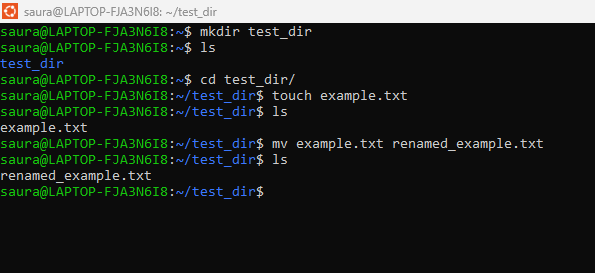 saura@LAPTOP-FJA3N6I8: ~/test_dir
saura@LAPTOP-FJA3N6I8:~$ mkdir test_dir
saura@LAPTOP-FJA3N6I8:~$ ls
test_dir
saura@LAPTOP-FJA3N6I8:~$ cd test_dir/
saura@LAPTOP-FJA3N6I8:~/test_dir$ touch example.txt
saura@LAPTOP-FJA3N6I8:~/test_dir$ ls
example.txt
saura@LAPTOP-FJA3N6I8:~/test_dir$ mv example.txt renamed_example.txt
saura@LAPTOP-FJA3N6I8:~/test_dir$ ls
renamed_example.txt
saura@LAPTOP-FJA3N6I8:~/test_dir$